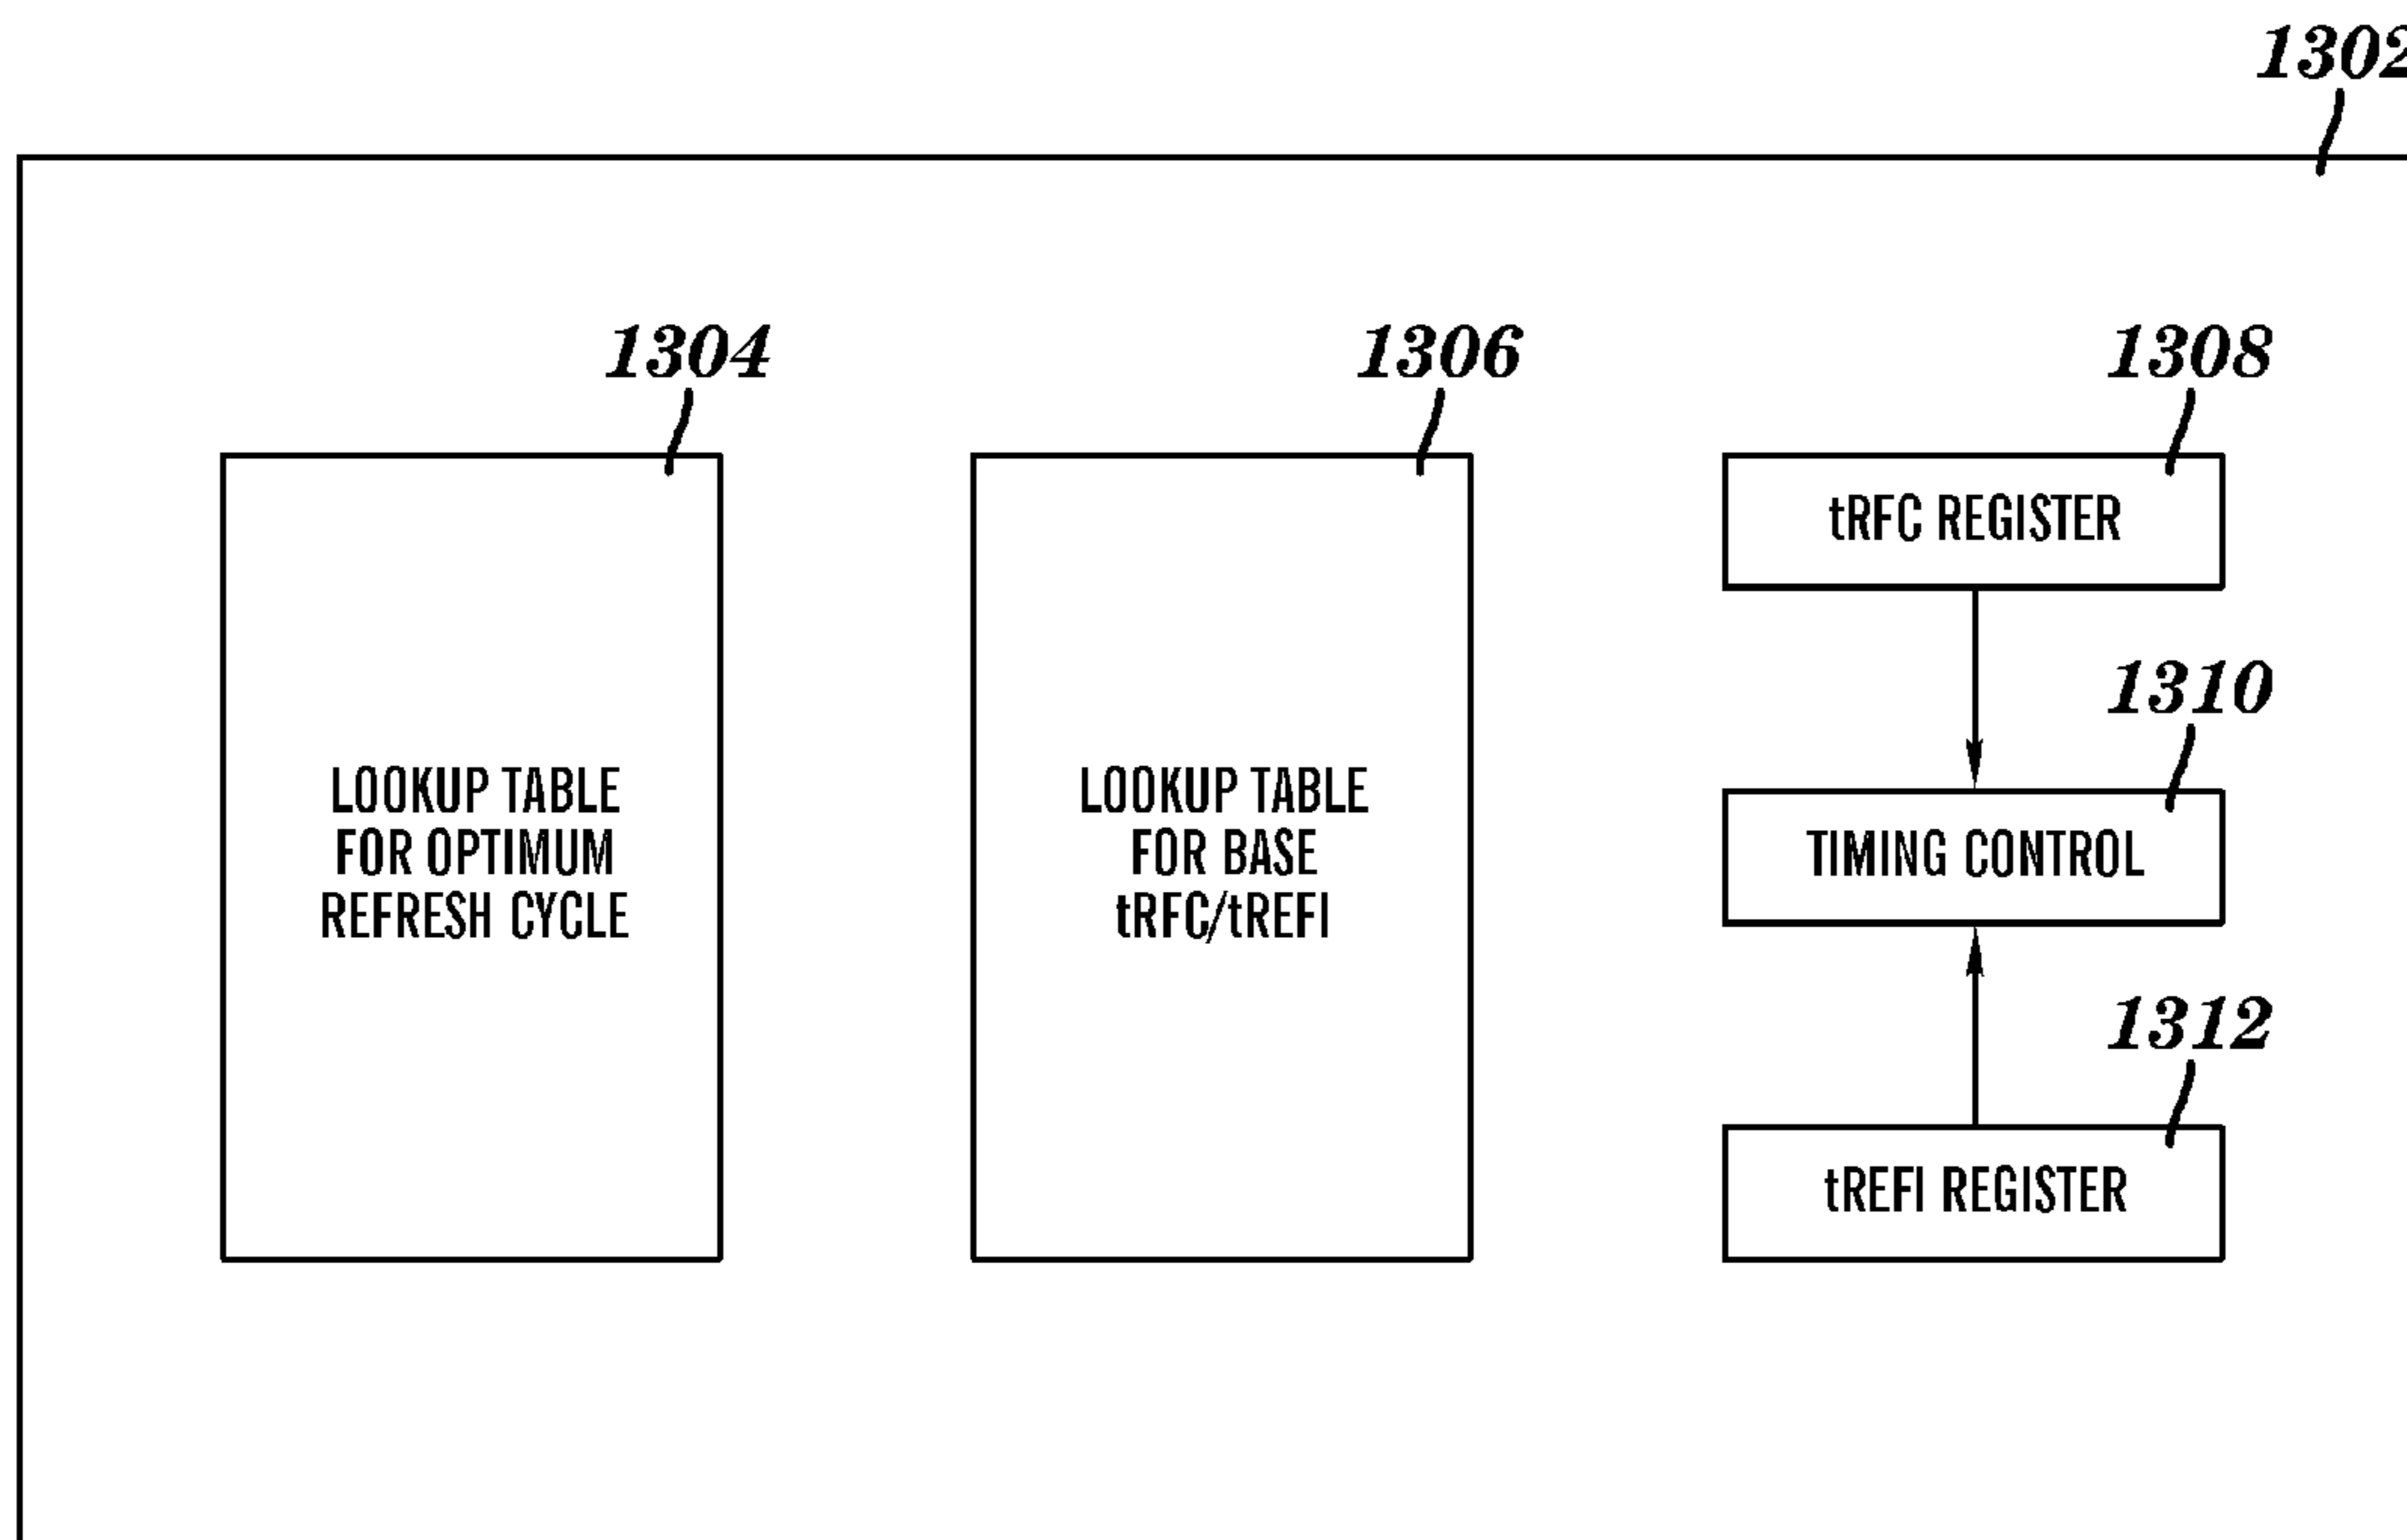 1302
1304
1306
1308
tRFC REGISTER
1310
LOOKUP TABLE
FOR OPTIMUM
REFRESH CYCLE
LOOKUP TABLE
FOR BASE
tRFC/tREFI
TIMING CONTROL
1312
tREFI REGISTER